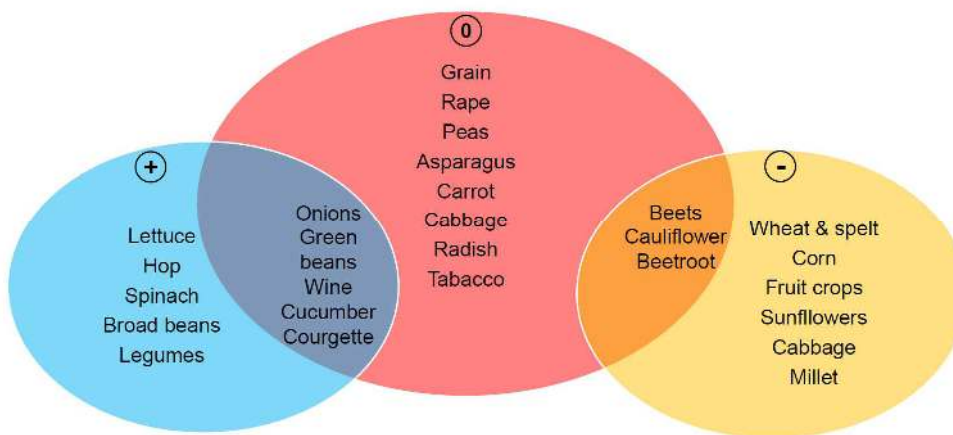 0
Grain
Rape
Peas
Asparagus
Carrot
Cabbage
Radish
Tabacco
+
Lettuce
Hop
Spinach
Broad beans
Legumes
Onions
Green
beans
Wine
Cucumber
Courgette
Beets
Cauliflower
Beetroot
-
Wheat & spelt
Corn
Fruit crops
Sunfllowers
Cabbage
Millet